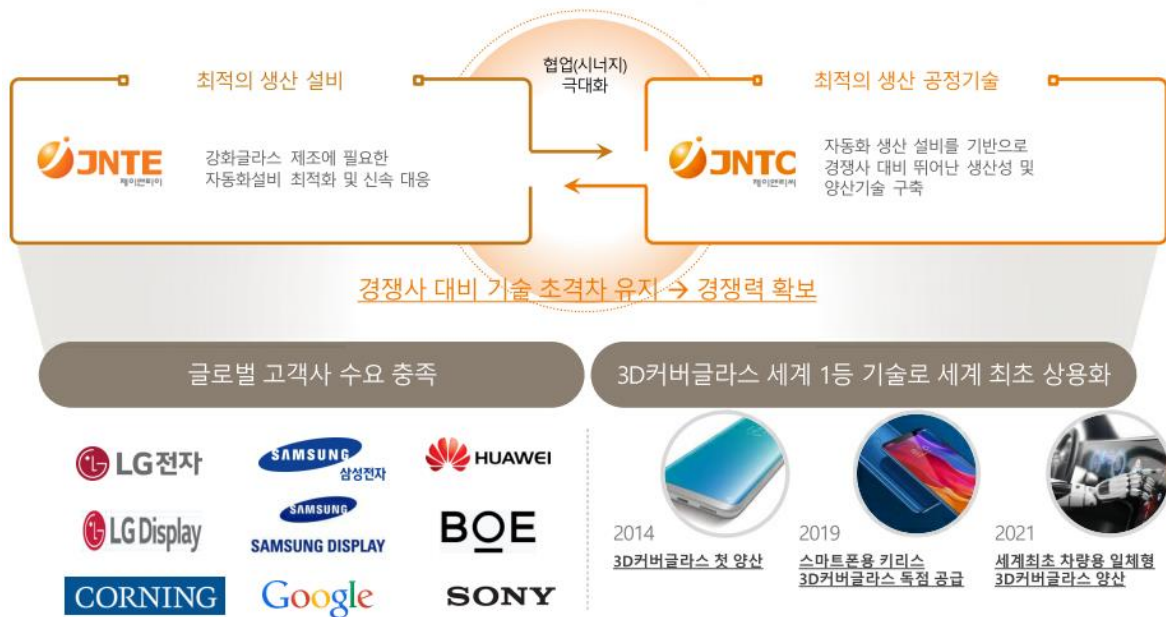 협업(시너지)
극대화
최적의 생산 설비
JNTE
제이앤티이
강화글라스 제조에 필요한
자동화설비 최적화 및 신속 대응
최적의 생산 공정기술
JNTC
제이앤티씨
자동화 생산 설비를 기반으로
경쟁사 대비 뛰어난 생산성 및
양산기술 구축
경쟁사 대비 기술 초격차 유지 → 경쟁력 확보
글로벌 고객사 수요 충족
LG전자
SAMSUNG
삼성전자
HUAWEI
LG Display
SAMSUNG
SAMSUNG DISPLAY
BOE
CORNING
Google
SONY
3D커버글라스 세계 1등 기술로 세계 최초 상용화
2014
3D커버글라스 첫 양산
2019
스마트폰용 키리스
3D커버글라스 독점 공급
2021
세계최초 차량용 일체형
3D커버글라스 양산